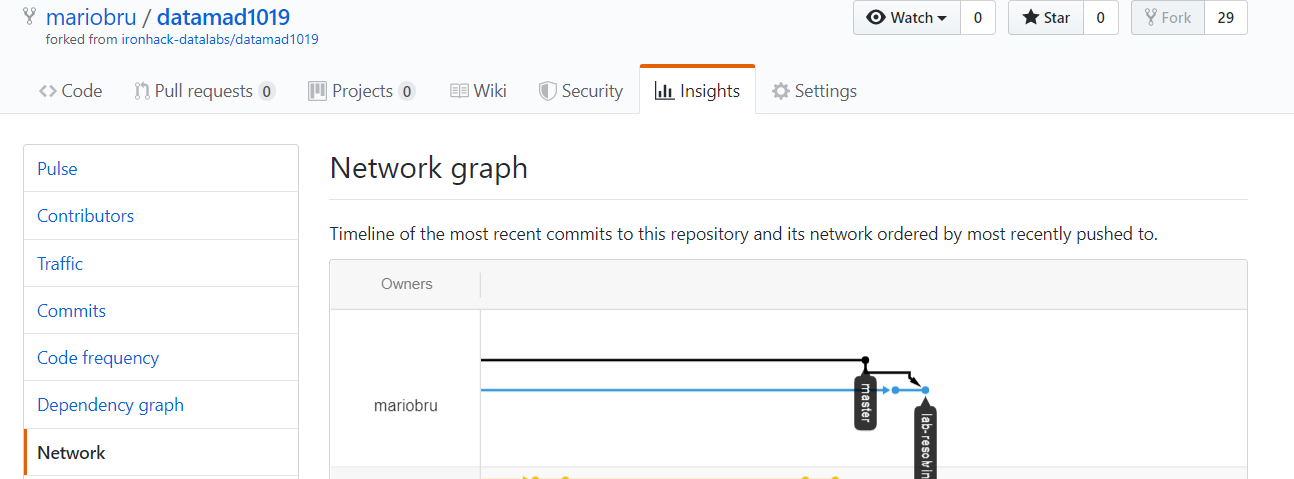 mariobru / datamad1019
forked from ironhack-datalabs/datamad1019
Watch 0 Star 0 Fork 29
Code Pull requests 0 Projects 0 Wiki Security Insights Settings
Pulse
Contributors
Traffic
Commits
Code frequency
Dependency graph
Network
Network graph
Timeline of the most recent commits to this repository and its network ordered by most recently pushed to.
Owners
mariobru
master
lab-resolvin